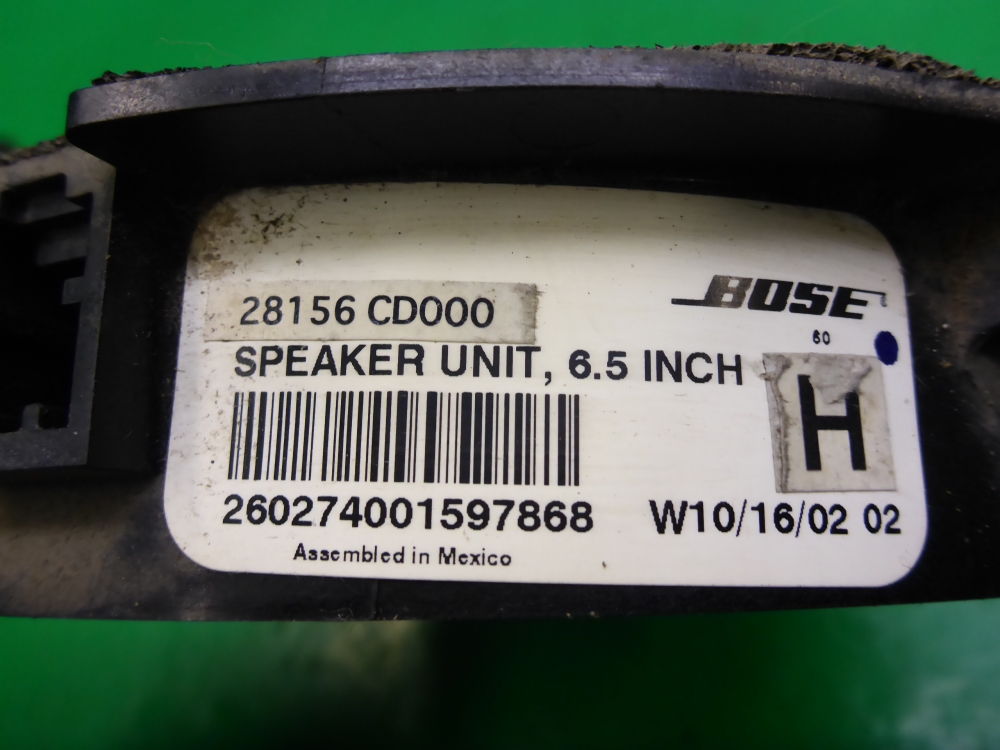 BOSE
60
28156 CD000
SPEAKER UNIT, 6.5 INCH
H
260274001597868
W10/16/02 02
Assembled in Mexico